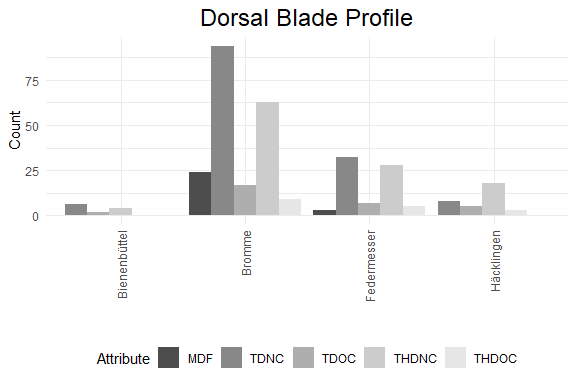 Dorsal Blade Profile
Count
75
50
25
0
Bienenbüttel
Bromme
Federmesser
Häcklingen
Attribute MDF TDNC TDOC THDNC THDOC